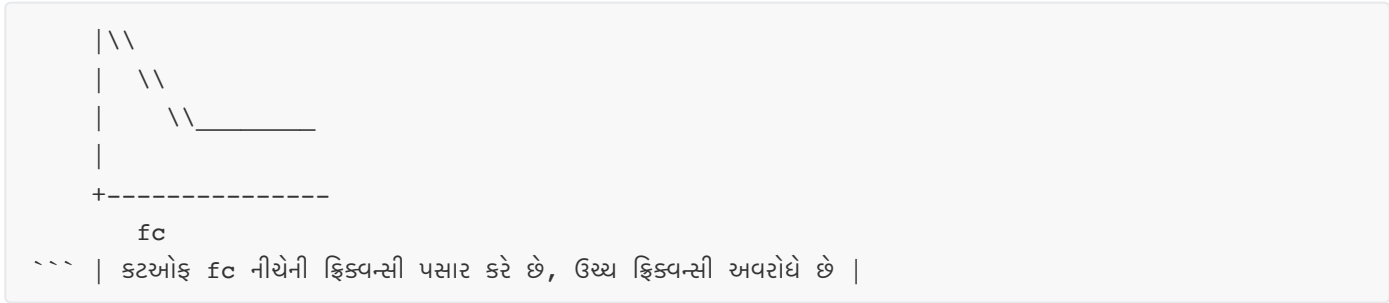 |\\
|  \\
|    \\________
|
+---------------
fc
``` | કટઓફ fc નીચેની ફ્રિક્વન્સી પસાર કરે છે, ઉચ્ચ ફ્રિક્વન્સી અવરોધે છે |